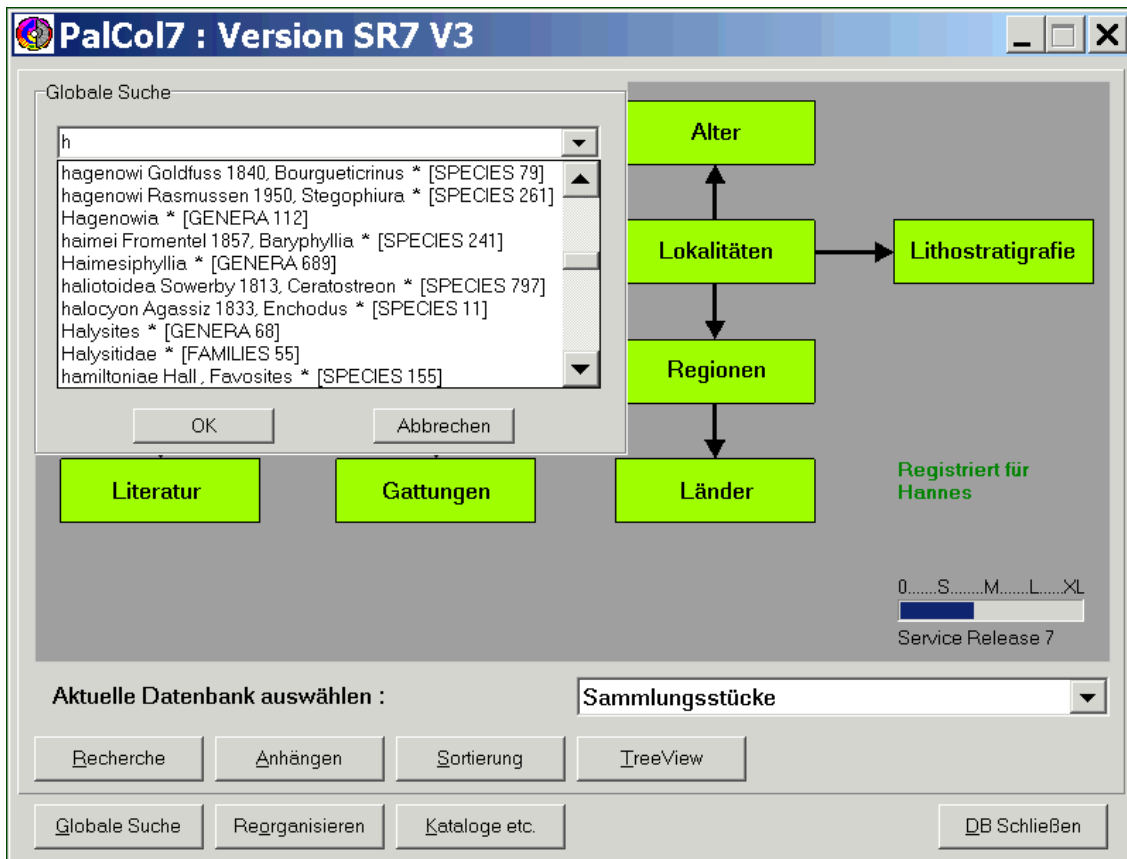 PalCol7 : Version SR7 V3
Globale Suche
h
hagenowi Goldfuss 1840, Bourgueticrinus * [SPECIES 79]
hagenowi Rasmussen 1950, Stegophiura * [SPECIES 261]
Hagenowia * [GENERA 112]
haimei Fromentel 1857, Baryphyllia * [SPECIES 241]
Haimesiphyllia * [GENERA 689]
haliotoidea Sowerby 1813, Ceratostreon * [SPECIES 797]
halocyon Agassiz 1833, Enchodus * [SPECIES 11]
Halysites * [GENERA 68]
Halysitidae * [FAMILIES 55]
hamiltoniae Hall , Favosites * [SPECIES 155]
OK
Abbrechen
Alter
Lokalitäten
Lithostratigrafie
Regionen
Literatur
Gattungen
Länder
Registriert für
Hannes
0......S........M.......L.....XL
Service Release 7
Aktuelle Datenbank auswählen :
Sammlungsstücke
Recherche
Anhängen
Sortierung
TreeView
Globale Suche
Reorganisieren
Kataloge etc.
DB Schließen